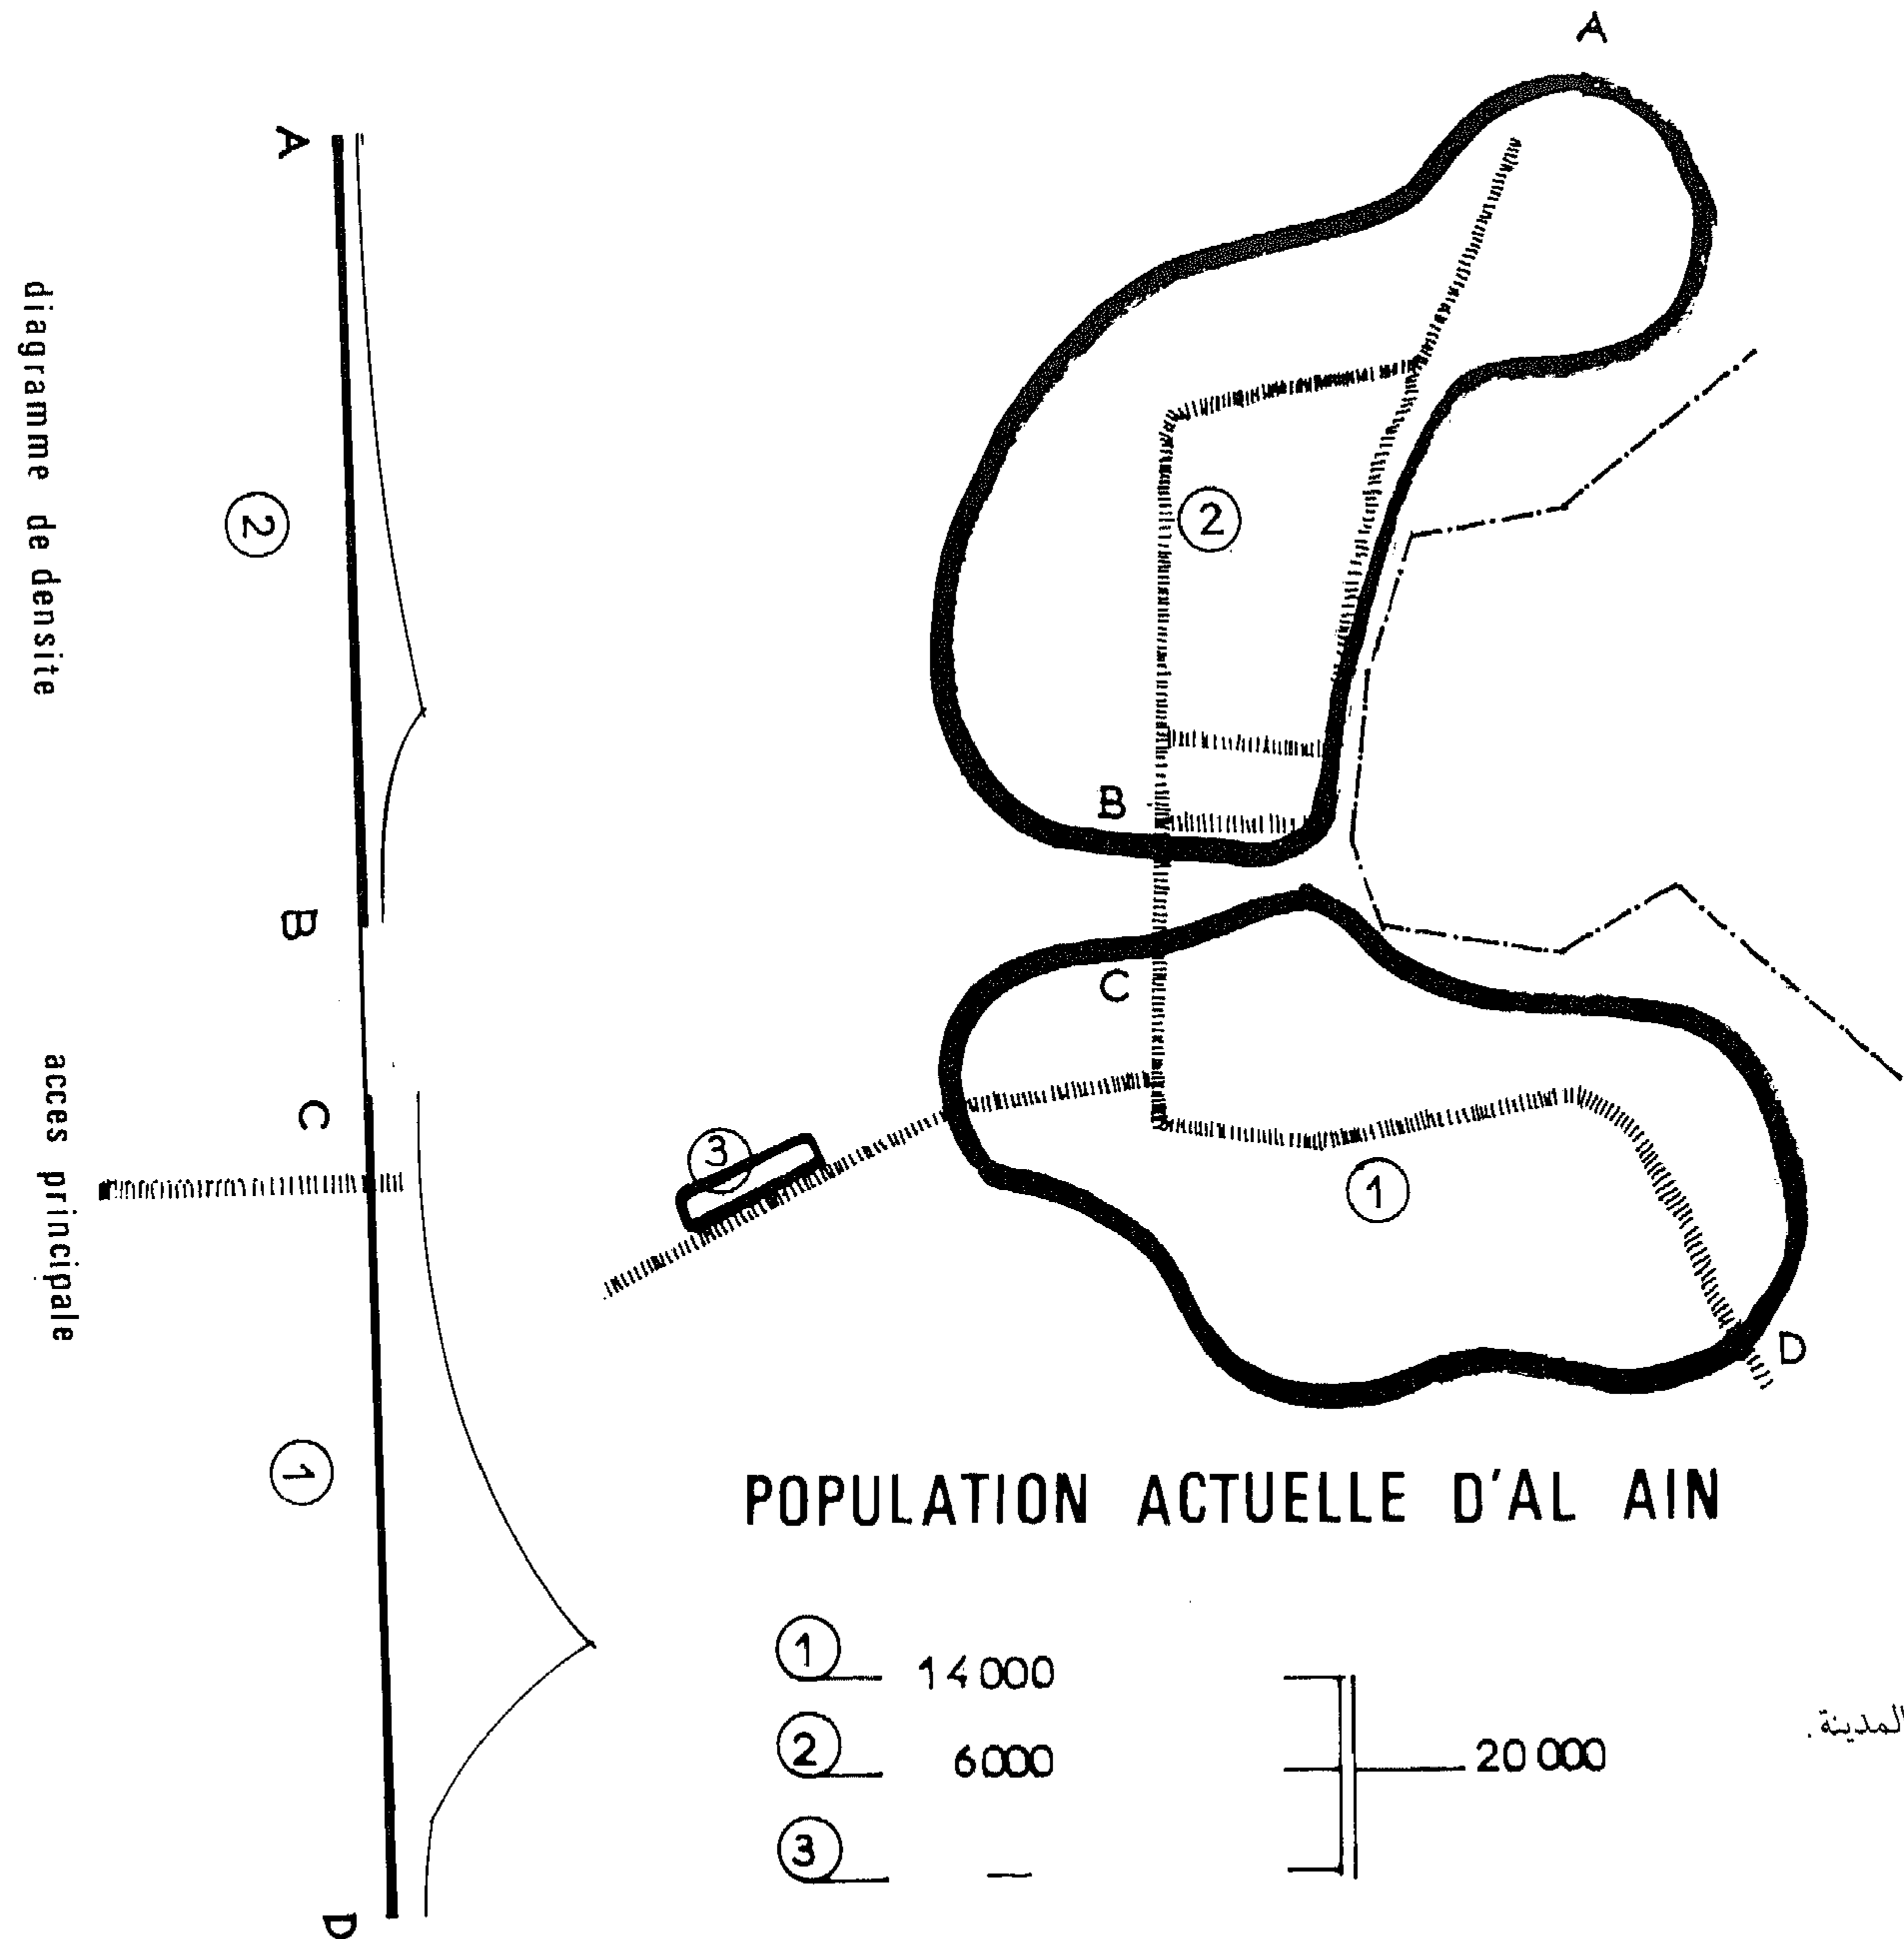 A
2
B
C
3
1
D
diagramme de densite
acces principale
A
2
B
C
1
D
POPULATION ACTUELLE D'AL AIN
1 14000
2 6000
3 —
20000
المدينة.